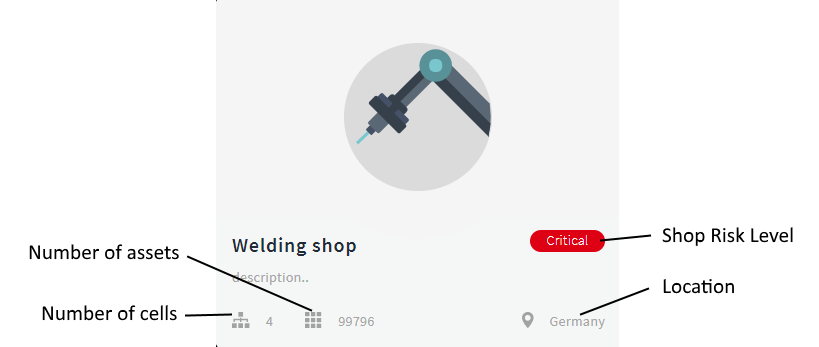 Welding shop
Critical
Shop Risk Level
Number of assets
description..
Location
Number of cells
4
99796
Germany